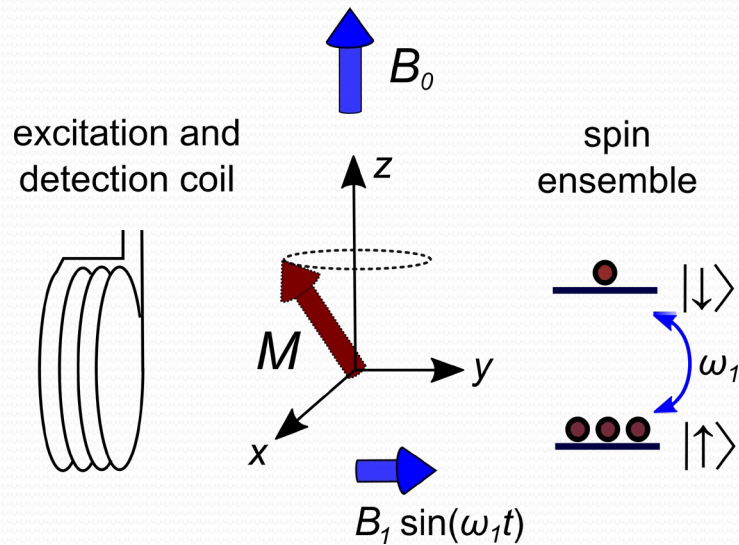 B₀
excitation and
detection coil
z
spin
ensemble
|↓⟩
M
y
ω₁
x
|↑⟩
B₁ sin(ω₁t)